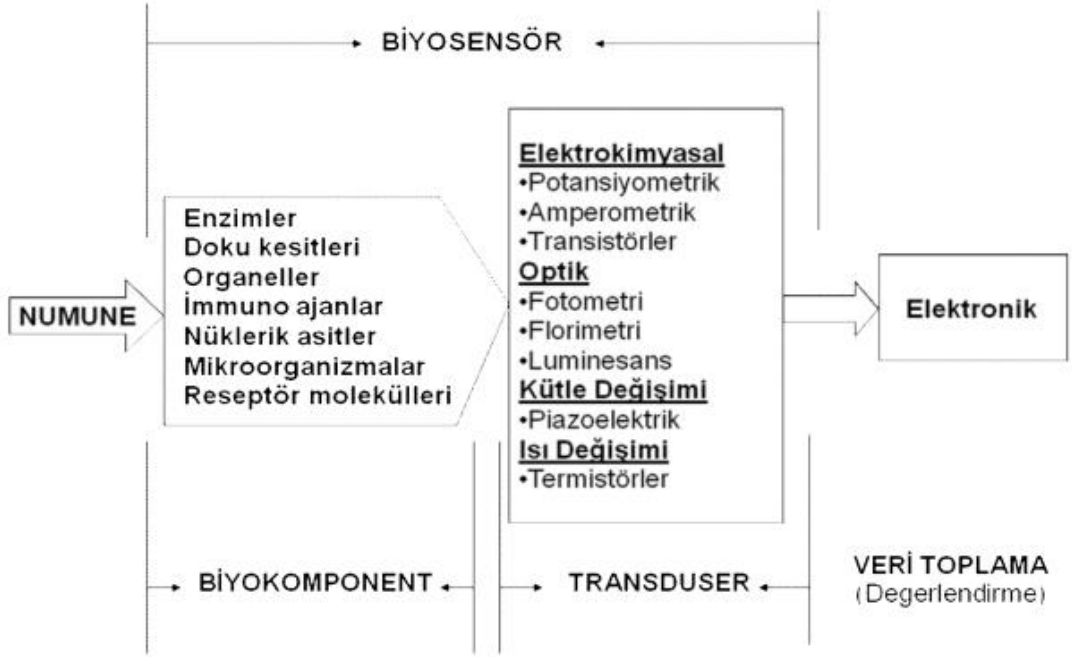 BİYOSENSÖR
NUMUNE
Enzimler
Doku kesitleri
Organeller
İmmuno ajanlar
Nüklerik asitler
Mikroorganizmalar
Reseptör molekülleri
Elektrokimyasal
•Potansiyometrik
•Amperometrik
•Transistörler
Optik
•Fotometri
•Florimetri
•Luminesans
Kütle Değişimi
•Piazoelektrik
Isı Değişimi
•Termistörler
Elektronik
BİYOKOMPONENT
TRANSDUSER
VERİ TOPLAMA
(Degerlendirme)